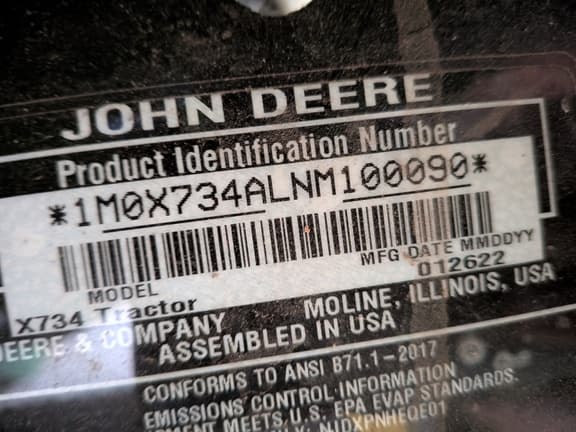 JOHN DEERE
Product Identification Number
*1M0X734ALNM100090*
MODEL
MFG DATE MMDDYY
X734 Tractor
012622
DEERE & COMPANY
MOLINE, ILLINOIS, USA
ASSEMBLED IN USA
CONFORMS TO ANSI B71.1-2017
EMISSIONS CONTROL INFORMATION
MEETS U.S. EPA EVAP STANDARDS.